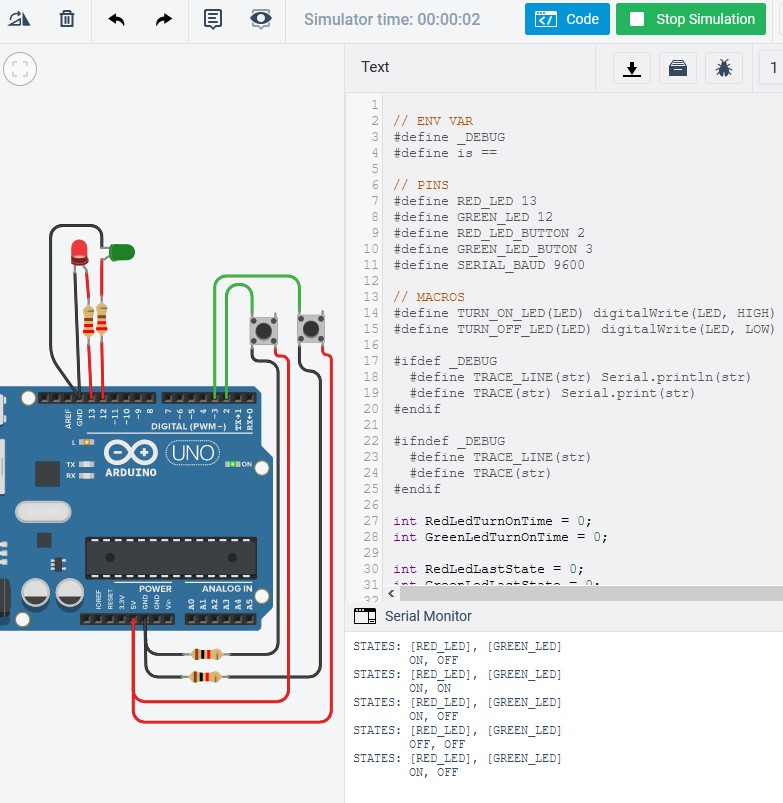 Simulator time: 00:00:02
Code
Stop Simulation
Text
1
1
2 // ENV VAR
3 #define _DEBUG
4 #define is ==
5
6 // PINS
7 #define RED_LED 13
8 #define GREEN_LED 12
9 #define RED_LED_BUTTON 2
10 #define GREEN_LED_BUTON 3
11 #define SERIAL_BAUD 9600
12
13 // MACROS
14 #define TURN_ON_LED(LED) digitalWrite(LED, HIGH)
15 #define TURN_OFF_LED(LED) digitalWrite(LED, LOW)
16
17 #ifdef _DEBUG
18 #define TRACE_LINE(str) Serial.println(str)
19 #define TRACE(str) Serial.print(str)
20 #endif
21
22 #ifndef _DEBUG
23 #define TRACE_LINE(str)
24 #define TRACE(str)
25 #endif
26
27 int RedLedTurnOnTime = 0;
28 int GreenLedTurnOnTime = 0;
29
30 int RedLedLastState = 0;
31 int GreenLedLastState = 0;
32
AREF
GND
13
12
~11
~10
~9
8
7
~6
~5
4
~3
2
TX→1
RX←0
DIGITAL (PWM~)
L
TX
RX
ARDUINO
UNO
ON
POWER
ANALOG IN
IOREF
RESET
3.3V
5V
GND
GND
Vin
A0
A1
A2
A3
A4
A5
Serial Monitor
STATES: [RED_LED], [GREEN_LED]
ON, OFF
STATES: [RED_LED], [GREEN_LED]
ON, ON
STATES: [RED_LED], [GREEN_LED]
ON, OFF
STATES: [RED_LED], [GREEN_LED]
OFF, OFF
STATES: [RED_LED], [GREEN_LED]
ON, OFF